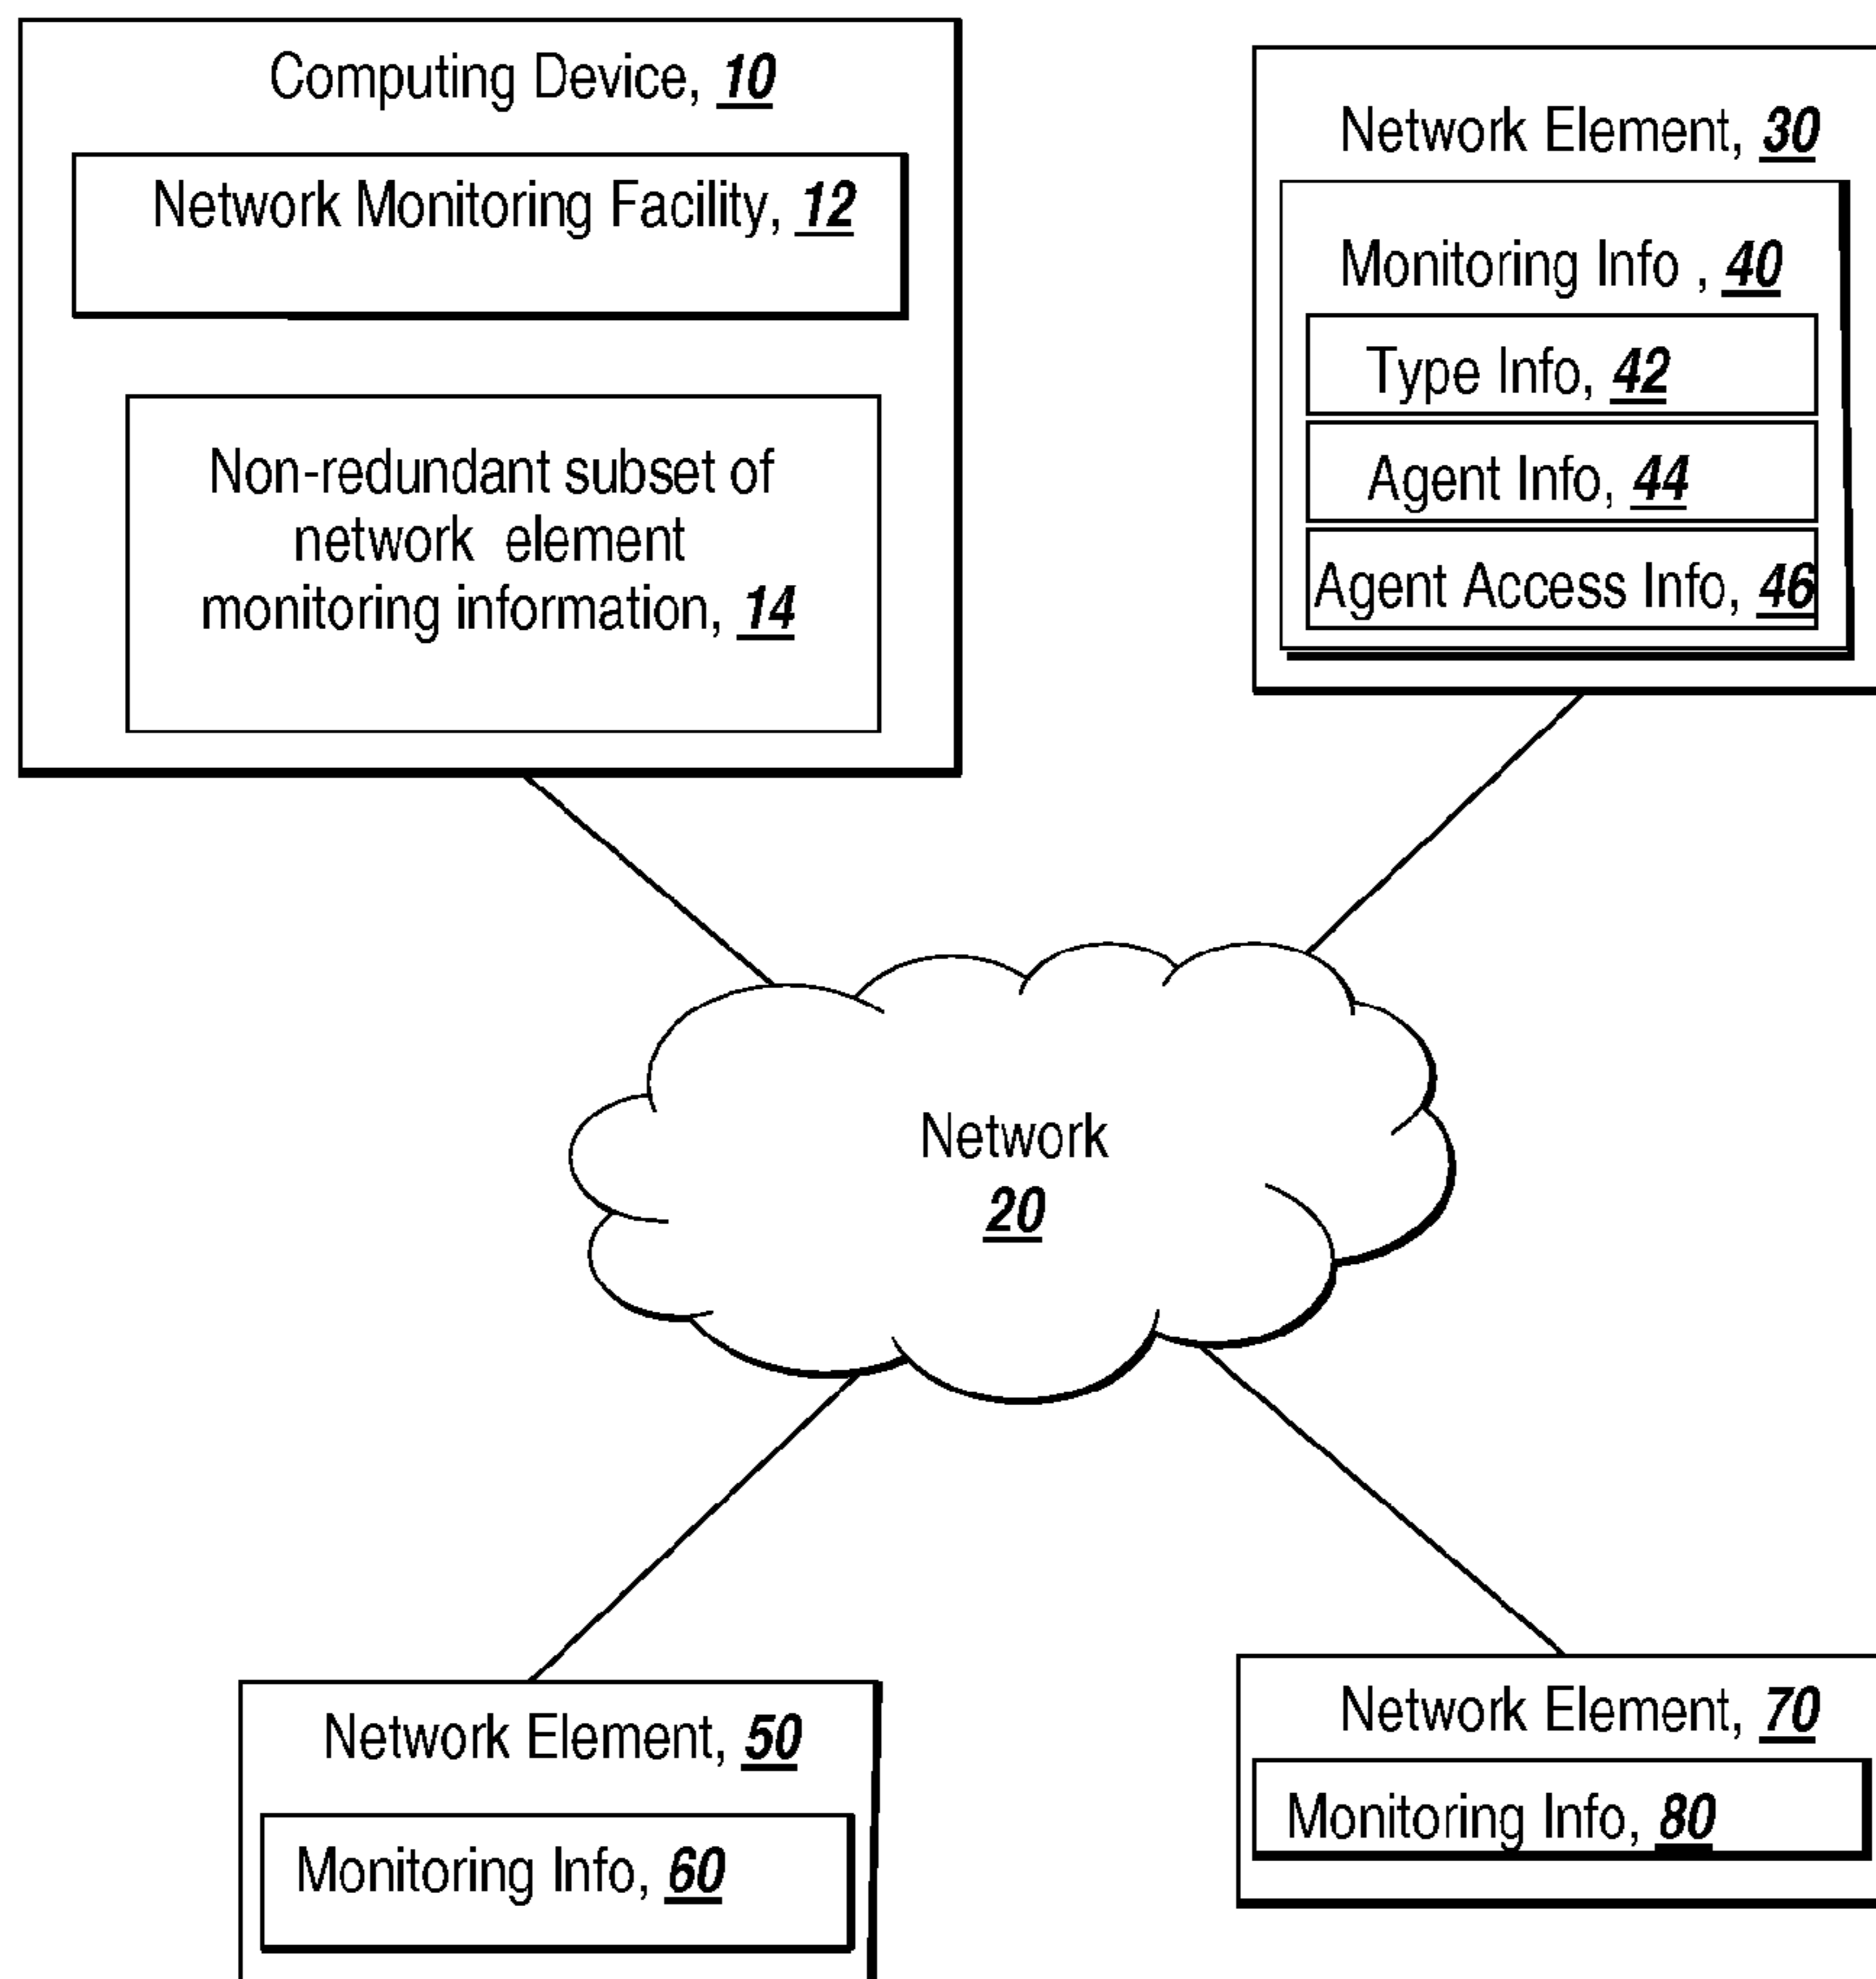 Computing Device, 10
Network Monitoring Facility, 12
Non-redundant subset of
network element
monitoring information, 14
Network Element, 30
Monitoring Info , 40
Type Info, 42
Agent Info, 44
Agent Access Info, 46
Network
20
Network Element, 50
Monitoring Info, 60
Network Element, 70
Monitoring Info, 80